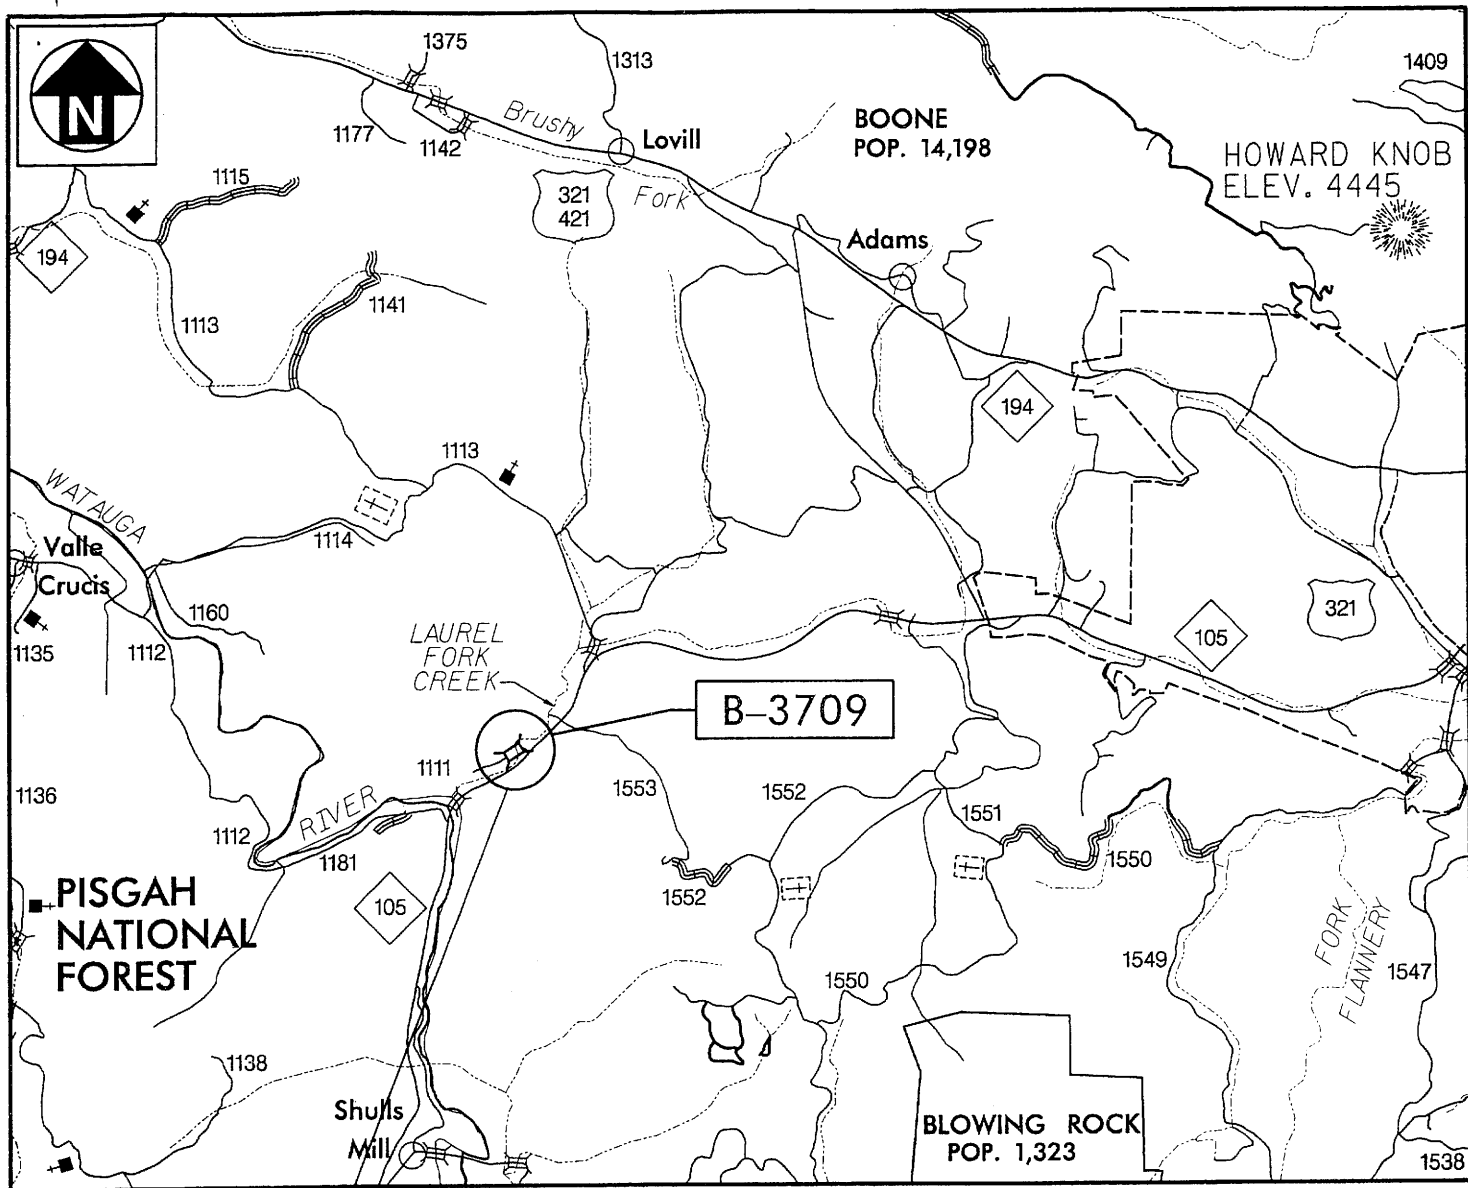 1375
1313
1409
N
Brushy
BOONE
POP. 14,198
1177
1142
Lovill
HOWARD KNOB
ELEV. 4445
1115
321
421
Fork
194
Adams
1141
1113
194
1113
WATAUGA
Valle
Crucis
1114
1160
321
105
LAUREL
FORK
CREEK
1135
1112
B-3709
1111
1136
1553
1552
1551
RIVER
1112
1181
1550
PISGAH
NATIONAL
FOREST
105
1552
FORK
FLANNERY
1549
1547
1550
1138
Shulls
Mill
BLOWING ROCK
POP. 1,323
1538